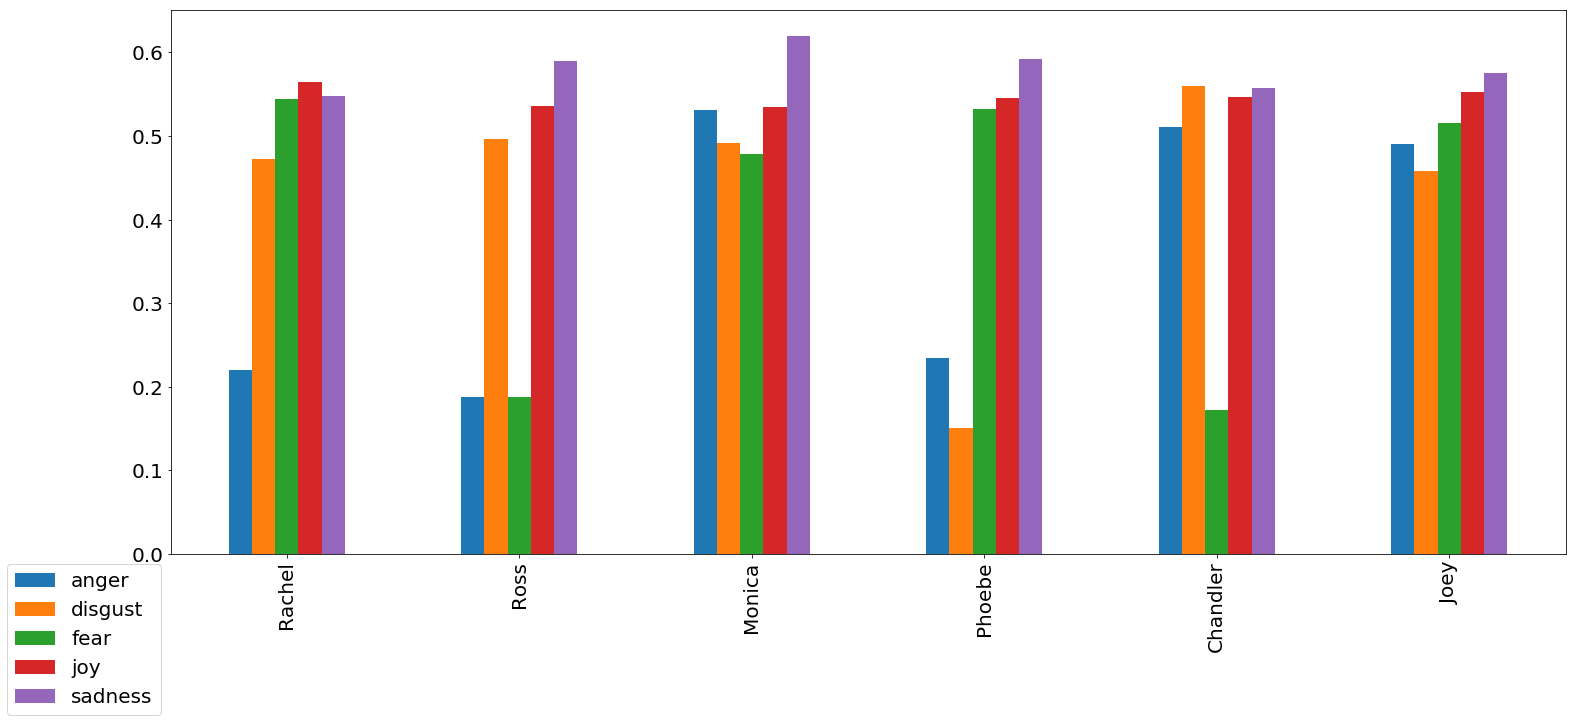 0.6
0.5
0.4
0.3
0.2
0.1
0.0
Rachel
Ross
Monica
Phoebe
Chandler
Joey
anger
disgust
fear
joy
sadness